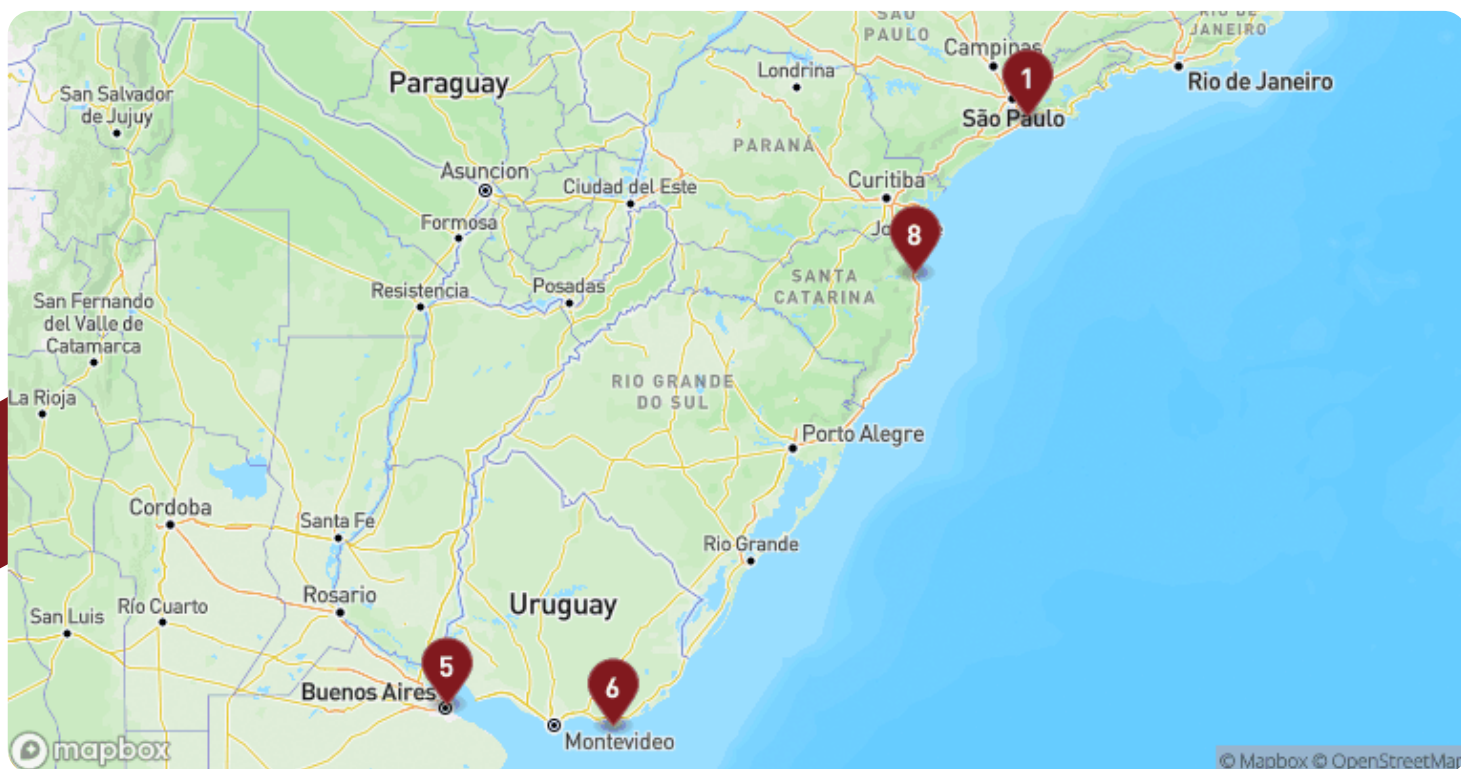 SÃO
PAULO
RIO DE
JANEIRO
Campinas
1
São Paulo
Rio de Janeiro
Londrina
Paraguay
San Salvador
de Jujuy
PARANÁ
Asuncion
Ciudad del Este
Curitiba
Formosa
8
SANTA
CATARINA
Resistencia
Posadas
San Fernando
del Valle de
Catamarca
RIO GRANDE
DO SUL
La Rioja
Porto Alegre
Cordoba
Santa Fe
Rio Grande
Rosario
Uruguay
San Luis
Río Cuarto
5
Buenos Aires
6
Montevideo
mapbox
© Mapbox © OpenStreetMap